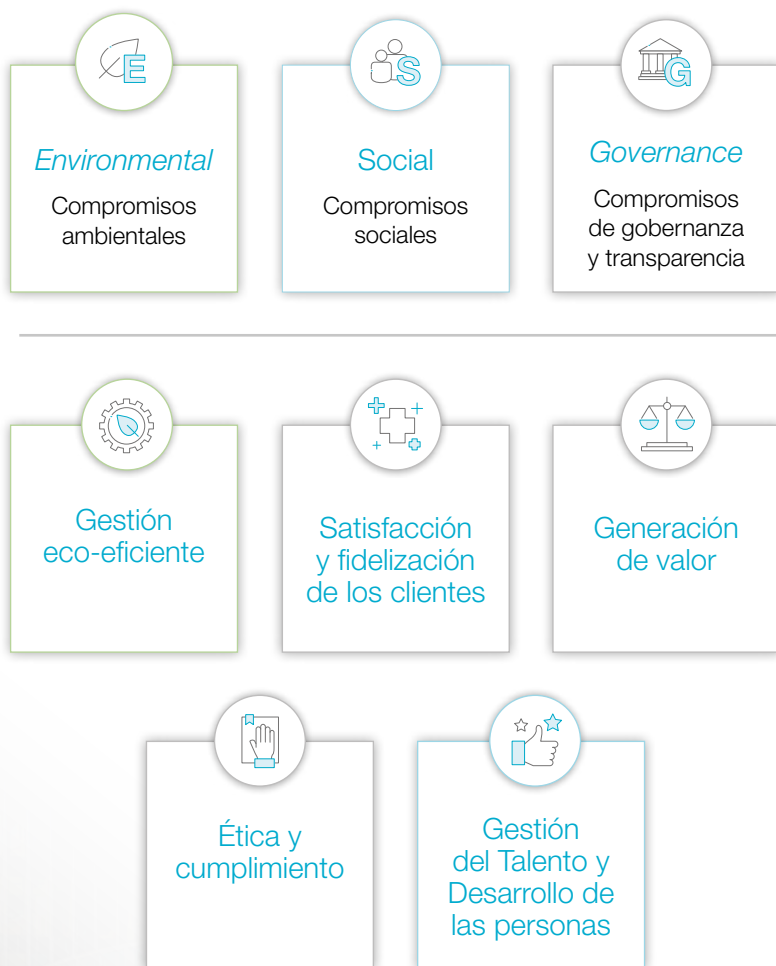 E
S
G
Environmental
Compromisos
ambientales
Social
Compromisos
sociales
Governance
Compromisos
de gobernanza
y transparencia
Gestión
eco-eficiente
Satisfacción
y fidelización
de los clientes
Generación
de valor
Ética y
cumplimiento
Gestión
del Talento y
Desarrollo de
las personas